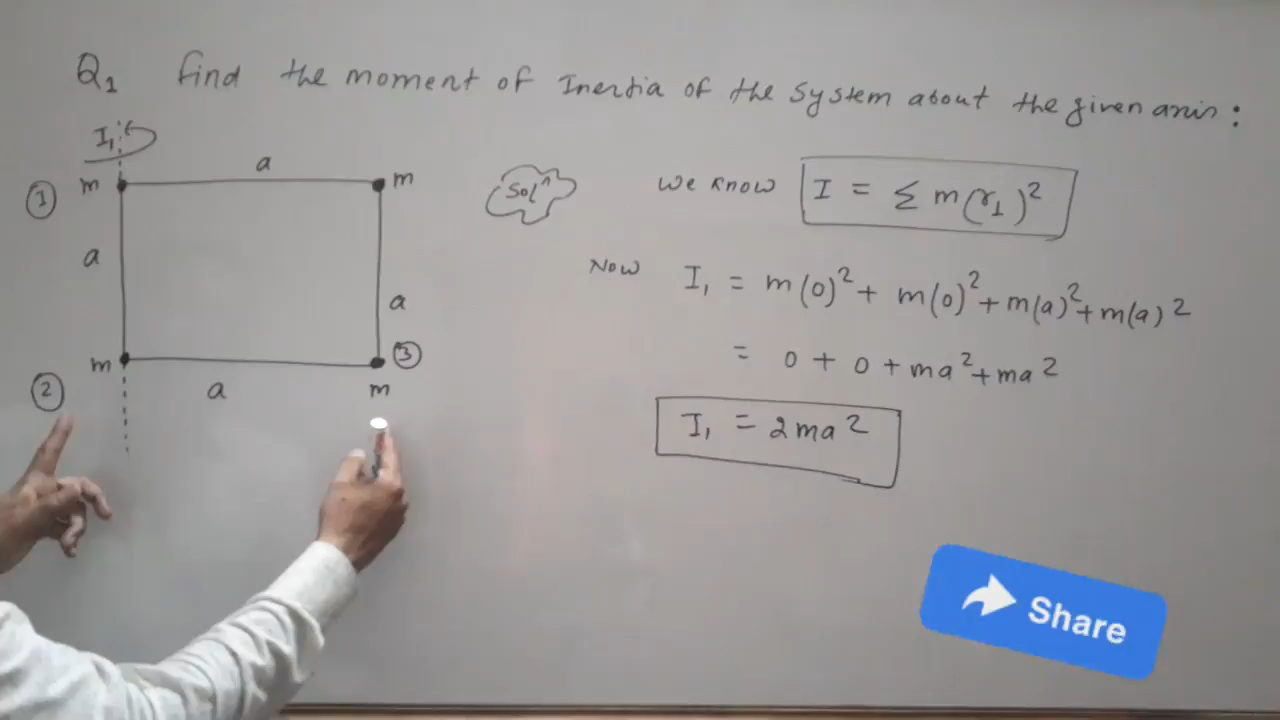 Q1 find the moment of Inertia of the System about the given axis :
I1
a
① m m
Solⁿ
We know I = Σ m(r⊥)²
a
Now I1 = m(0)² + m(0)² + m(a)² + m(a)²
a
= 0 + 0 + ma² + ma²
m ③
② a m
I1 = 2ma²
Share